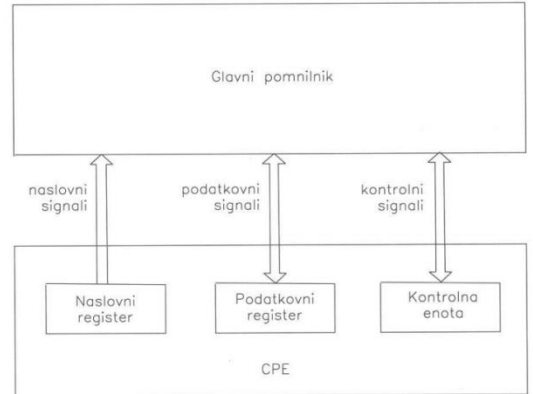 Glavni pomnilnik
naslovni
signali
podatkovni
signali
kontrolni
signali
Naslovni
register
Podatkovni
register
Kontrolna
enota
CPE